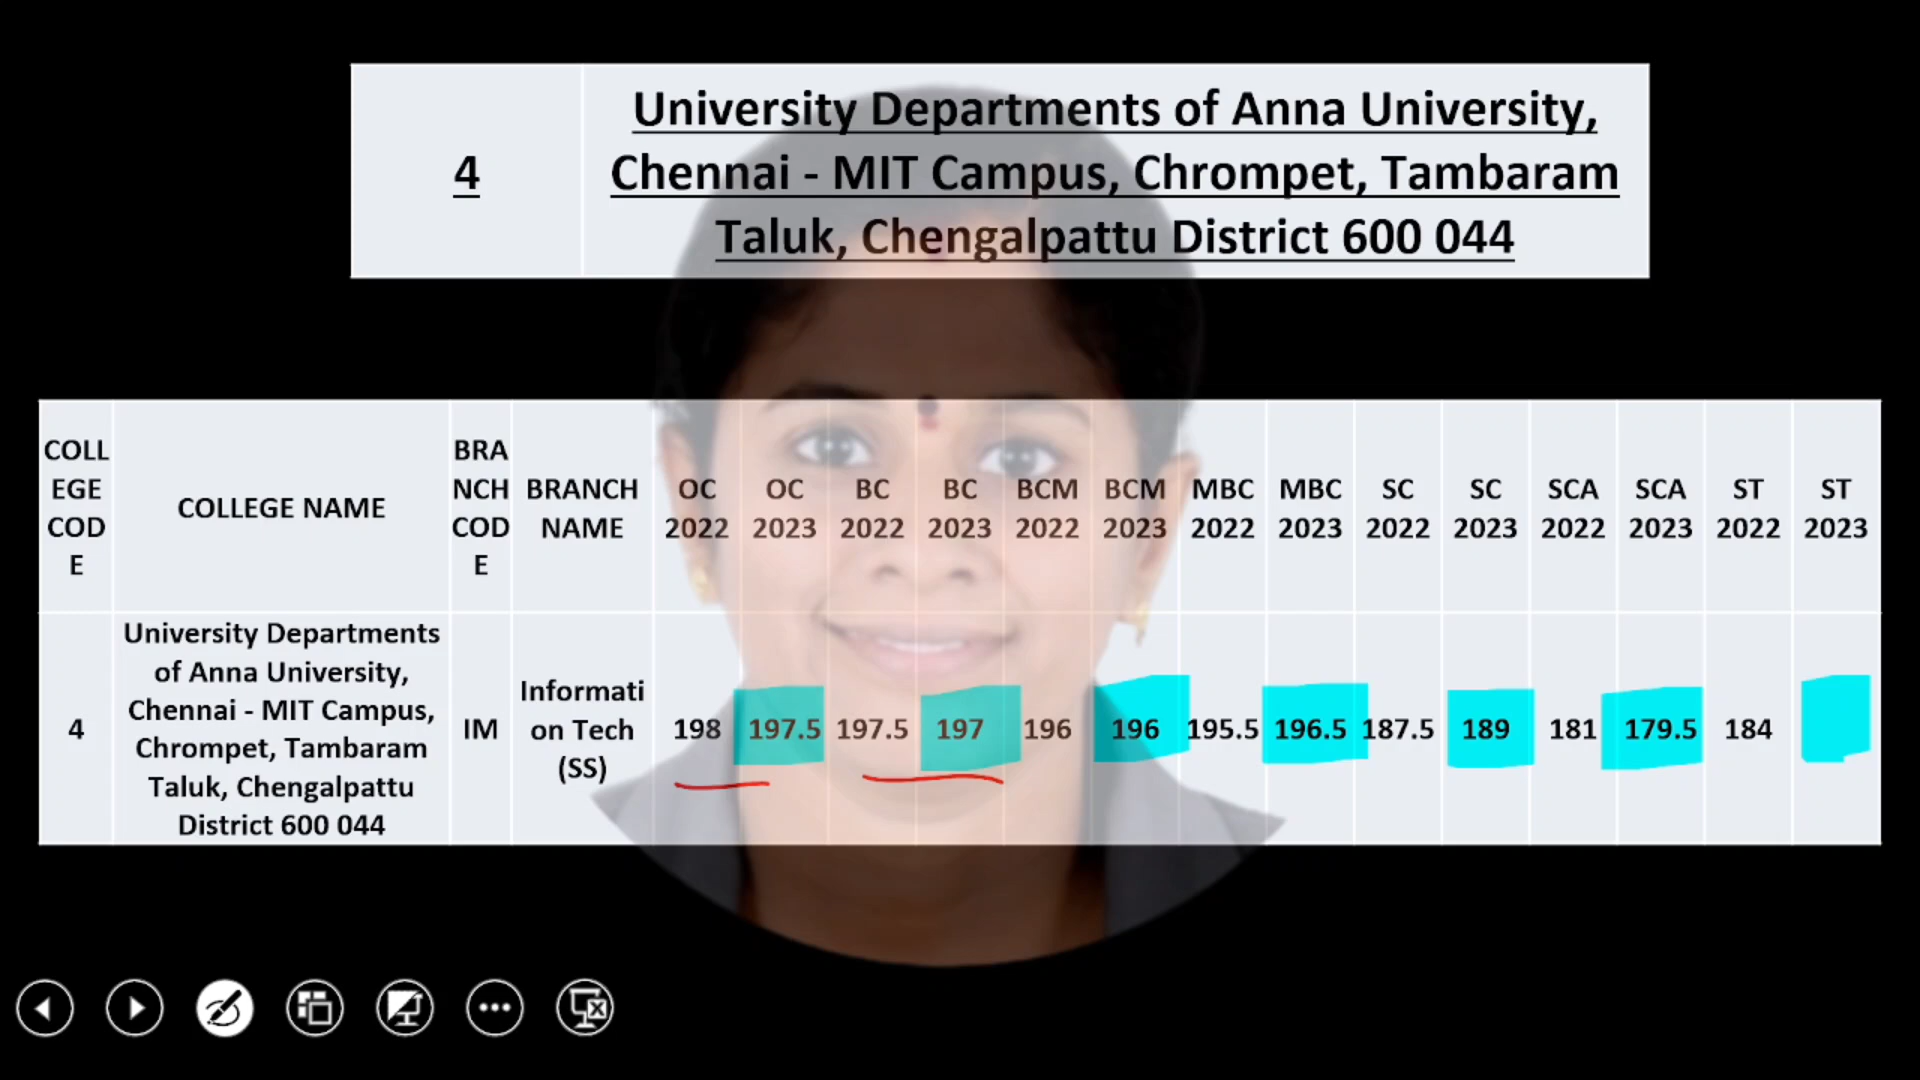 4
University Departments of Anna University,
Chennai - MIT Campus, Chrompet, Tambaram
Taluk, Chengalpattu District 600 044
COLL
EGE
COD
E
COLLEGE NAME
BRA
NCH
COD
E
BRANCH
NAME
OC
2022
OC
2023
BC
2022
BC
2023
BCM
2022
BCM
2023
MBC
2022
MBC
2023
SC
2022
SC
2023
SCA
2022
SCA
2023
ST
2022
ST
2023
4
University Departments
of Anna University,
Chennai - MIT Campus,
Chrompet, Tambaram
Taluk, Chengalpattu
District 600 044
IM
Informati
on Tech
(SS)
198
197.5
197.5
197
196
196
195.5
196.5
187.5
189
181
179.5
184